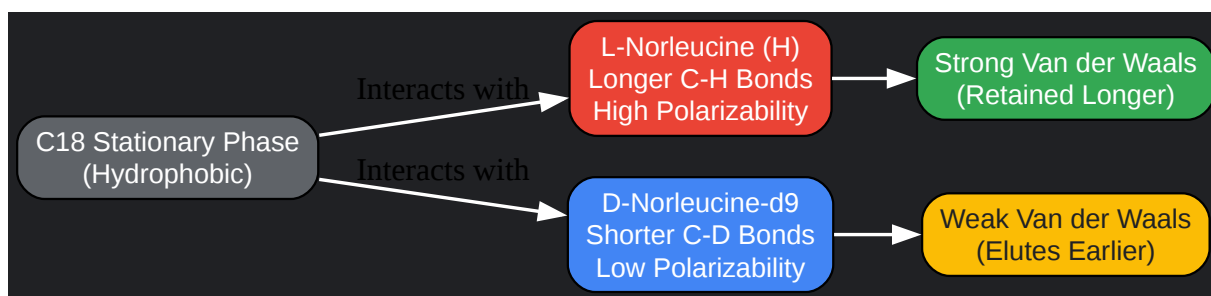 C18 Stationary Phase
(Hydrophobic)
Interacts with
Interacts with
L-Norleucine (H)
Longer C-H Bonds
High Polarizability
D-Norleucine-d9
Shorter C-D Bonds
Low Polarizability
Strong Van der Waals
(Retained Longer)
Weak Van der Waals
(Elutes Earlier)